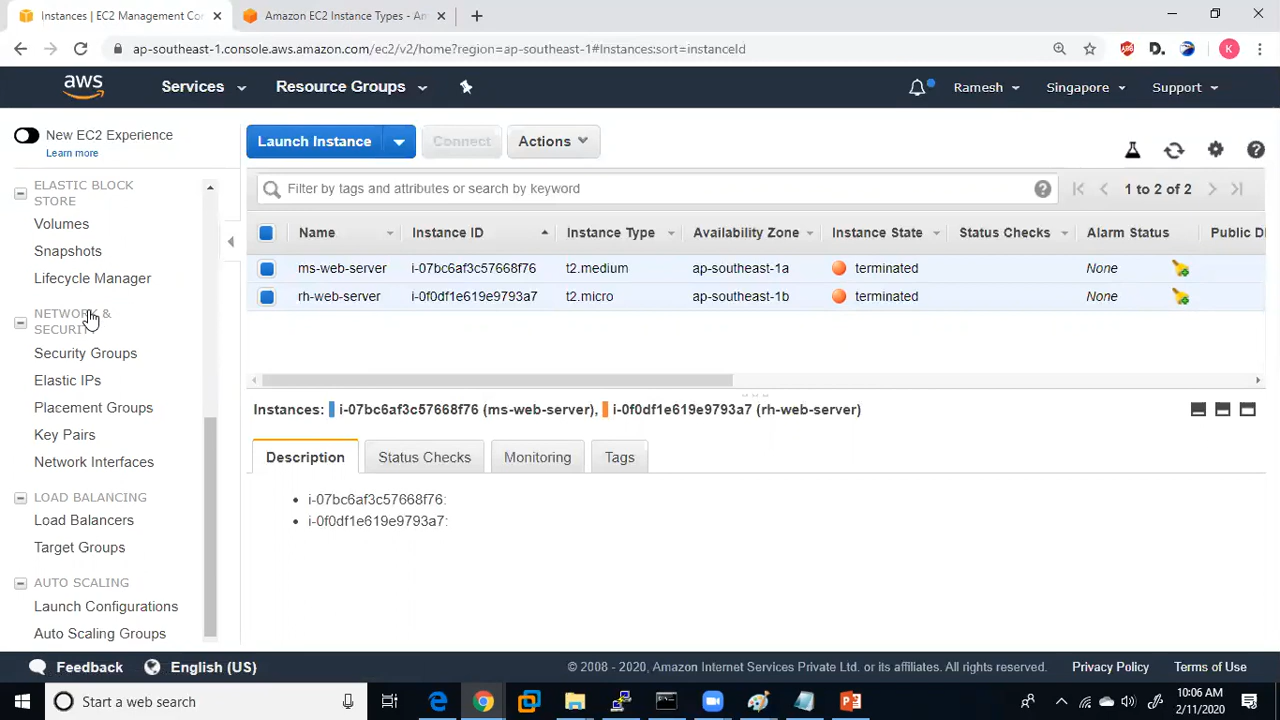 Instances | EC2 Management Con
Amazon EC2 Instance Types - Am
ap-southeast-1.console.aws.amazon.com/ec2/v2/home?region=ap-southeast-1#Instances:sort=instanceId
K
aws
Services
Resource Groups
Ramesh
Singapore
Support
New EC2 Experience
Learn more
ELASTIC BLOCK
STORE
Volumes
Snapshots
Lifecycle Manager
NETWORK &
SECURITY
Security Groups
Elastic IPs
Placement Groups
Key Pairs
Network Interfaces
LOAD BALANCING
Load Balancers
Target Groups
AUTO SCALING
Launch Configurations
Auto Scaling Groups
Launch Instance
Connect
Actions
Filter by tags and attributes or search by keyword
1 to 2 of 2
Name Instance ID Instance Type Availability Zone Instance State Status Checks Alarm Status Public D
ms-web-server i-07bc6af3c57668f76 t2.medium ap-southeast-1a terminated None
rh-web-server i-0f0df1e619e9793a7 t2.micro ap-southeast-1b terminated None
Instances: i-07bc6af3c57668f76 (ms-web-server), i-0f0df1e619e9793a7 (rh-web-server)
Description Status Checks Monitoring Tags
i-07bc6af3c57668f76:
i-0f0df1e619e9793a7:
Feedback
English (US)
© 2008 - 2020, Amazon Internet Services Private Ltd. or its affiliates. All rights reserved.
Privacy Policy
Terms of Use
Start a web search
10:06 AM
2/11/2020